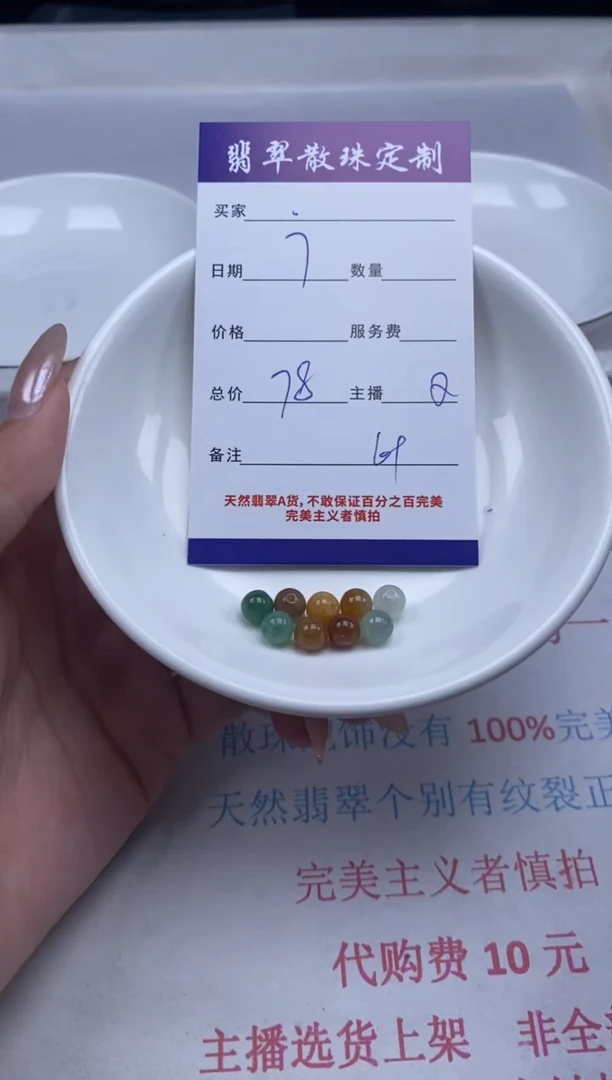 翡翠散珠定制
买家
日期 7 数量
价格 服务费
总价 78 主播 Q
备注
天然翡翠A货,不敢保证百分之百完美
完美主义者慎拍
散珠 饰没有 100%完美
天然翡翠个别有纹裂正
完美主义者慎拍
代购费 10 元
主播选货上架 非全